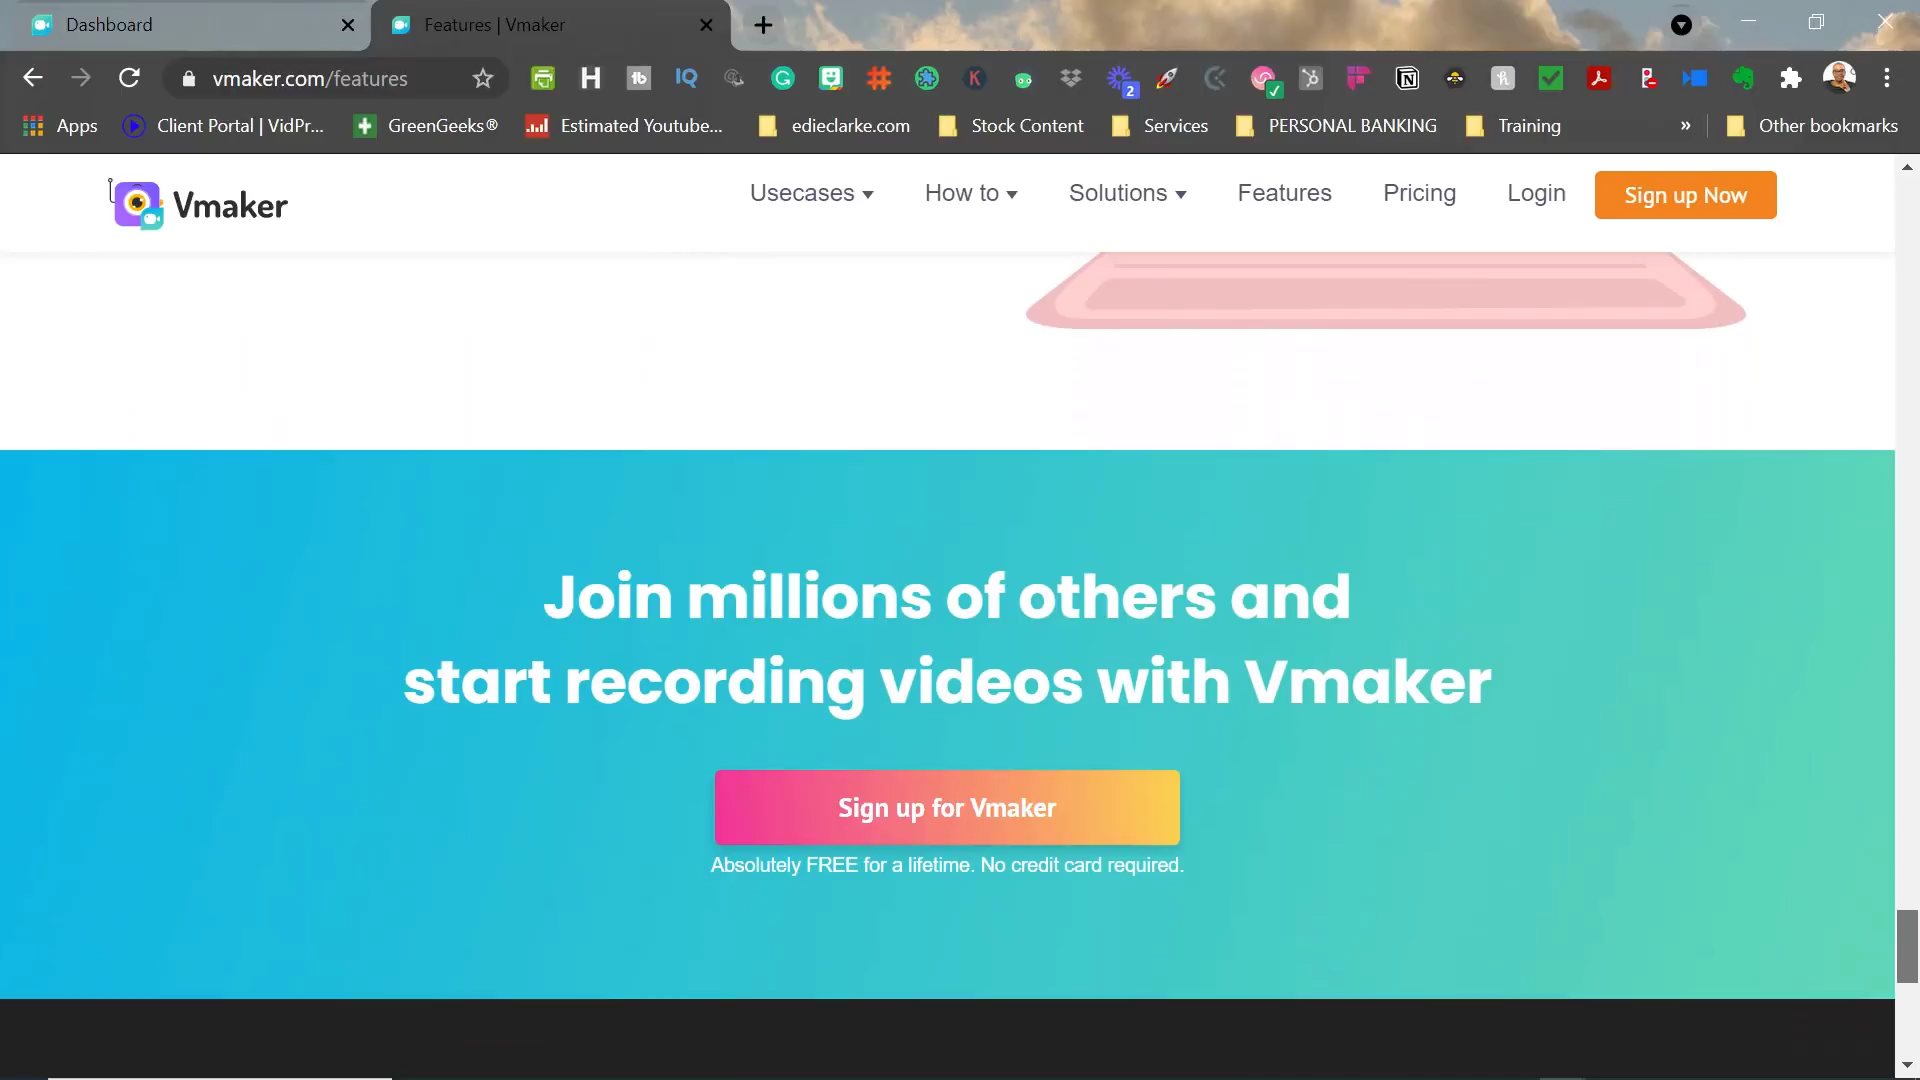 Dashboard
Features | Vmaker
vmaker.com/features
Apps
Client Portal | VidPr...
GreenGeeks®
Estimated Youtube...
edieclarke.com
Stock Content
Services
PERSONAL BANKING
Training
»
Other bookmarks
Vmaker
Usecases
How to
Solutions
Features
Pricing
Login
Sign up Now
Join millions of others and
start recording videos with Vmaker
Sign up for Vmaker
Absolutely FREE for a lifetime. No credit card required.